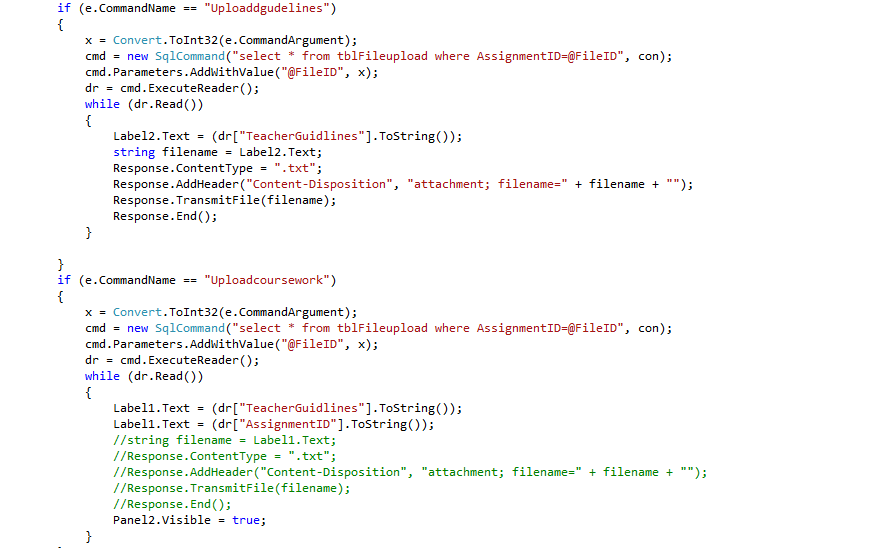 if (e.CommandName == "Uploaddgudelines")
{
x = Convert.ToInt32(e.CommandArgument);
cmd = new SqlCommand("select * from tblFileupload where AssignmentID=@FileID", con);
cmd.Parameters.AddWithValue("@FileID", x);
dr = cmd.ExecuteReader();
while (dr.Read())
{
Label2.Text = (dr["TeacherGuidlines"].ToString());
string filename = Label2.Text;
Response.ContentType = ".txt";
Response.AddHeader("Content-Disposition", "attachment; filename=" + filename + "");
Response.TransmitFile(filename);
Response.End();
}
}
if (e.CommandName == "Uploadcoursework")
{
x = Convert.ToInt32(e.CommandArgument);
cmd = new SqlCommand("select * from tblFileupload where AssignmentID=@FileID", con);
cmd.Parameters.AddWithValue("@FileID", x);
dr = cmd.ExecuteReader();
while (dr.Read())
{
Label1.Text = (dr["TeacherGuidlines"].ToString());
Label1.Text = (dr["AssignmentID"].ToString());
//string filename = Label1.Text;
//Response.ContentType = ".txt";
//Response.AddHeader("Content-Disposition", "attachment; filename=" + filename + "");
//Response.TransmitFile(filename);
//Response.End();
Panel2.Visible = true;
}